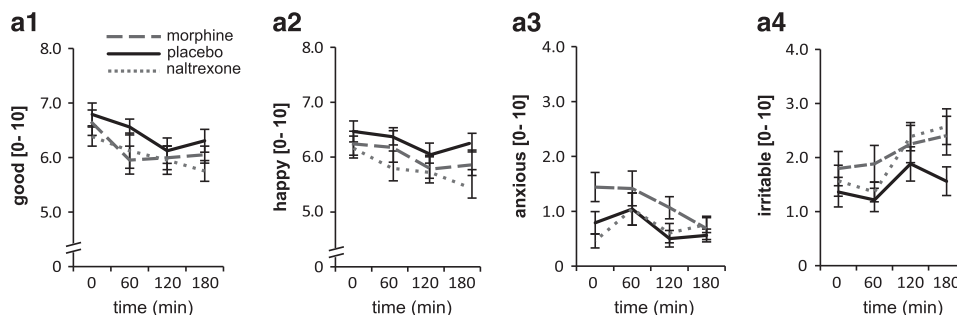 a1
morphine
placebo
naltrexone
good [0- 10]
8.0
7.0
6.0
5.0
0
0 60 120 180
time (min)
a2
happy [0- 10]
8.0
7.0
6.0
5.0
0
0 60 120 180
time (min)
a3
anxious [0- 10]
4.0
3.0
2.0
1.0
0
0 60 120 180
time (min)
a4
irritable [0- 10]
4.0
3.0
2.0
1.0
0
0 60 120 180
time (min)